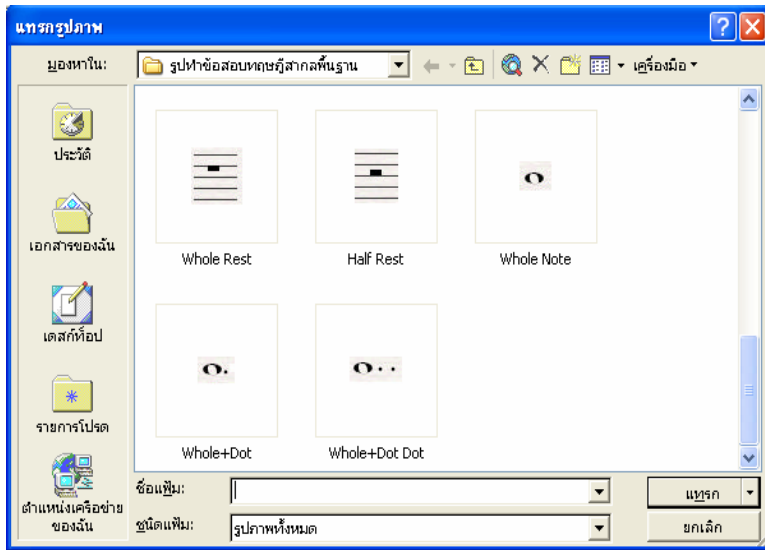 แทรกรูปภาพ
มองหาใน:
รูปทำข้อสอบทฤษฎีสากลพื้นฐาน
เครื่องมือ
ประวัติ
เอกสารของฉัน
เดสก์ท็อป
รายการโปรด
ตำแหน่งเครือข่าย
ของฉัน
Whole Rest
Half Rest
Whole Note
Whole+Dot
Whole+Dot Dot
ชื่อแฟ้ม:
แทรก
ชนิดแฟ้ม:
รูปภาพทั้งหมด
ยกเลิก